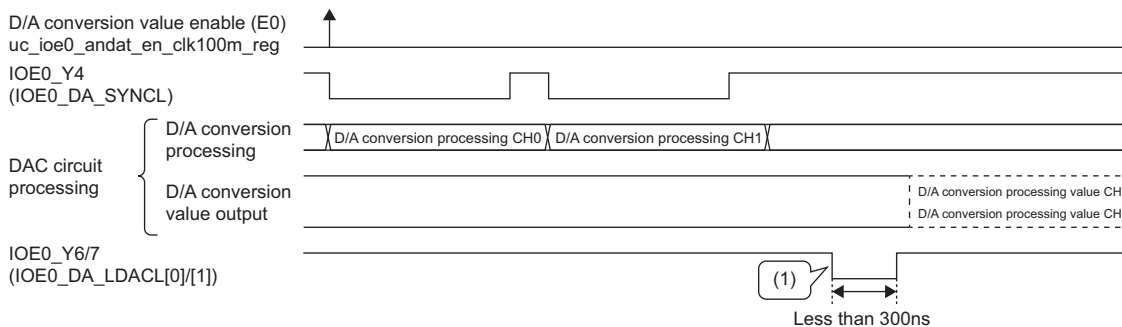 D/A conversion value enable (E0)
uc_ioe0_andat_en_clk100m_reg
IOE0_Y4
(IOE0_DA_SYNCL)
DAC circuit
processing
D/A conversion
processing
D/A conversion processing CH0
D/A conversion processing CH1
D/A conversion
value output
D/A conversion processing value CH
D/A conversion processing value CH
IOE0_Y6/7
(IOE0_DA_LDACL[0]/[1])
(1)
Less than 300ns